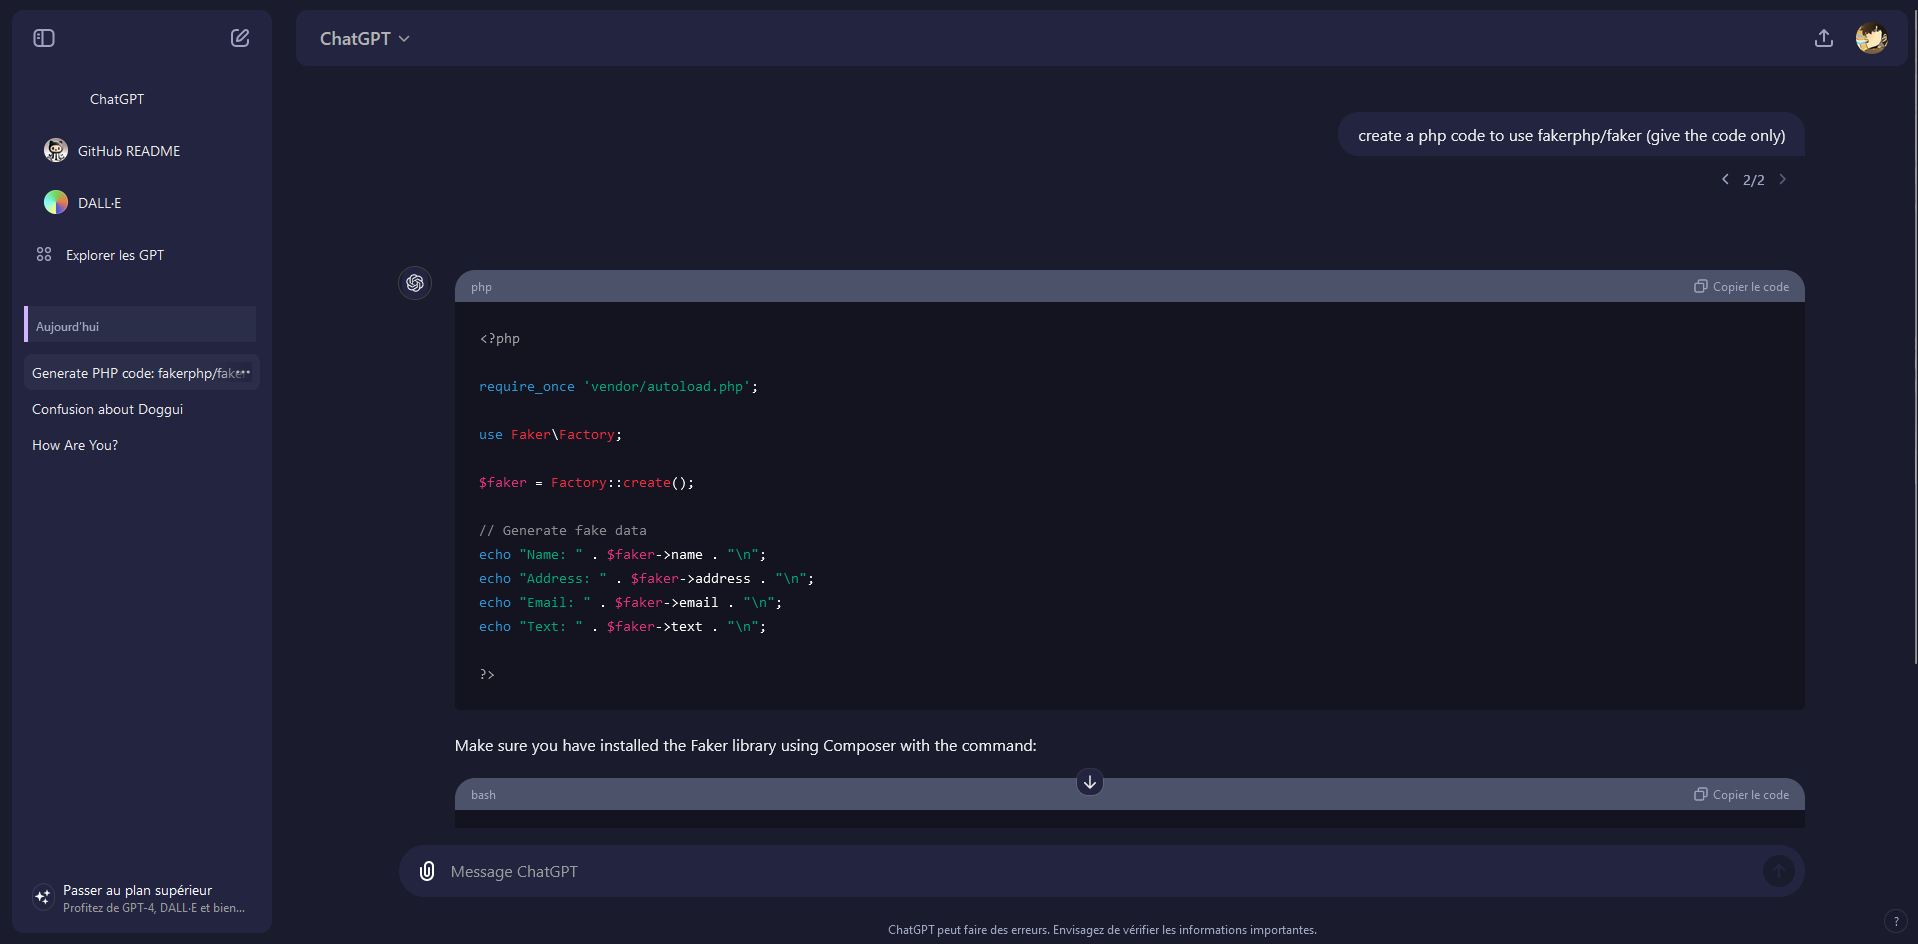 ChatGPT
GitHub README
DALL·E
Explorer les GPT
Aujourd'hui
Generate PHP code: fakerphp/fake
Confusion about Doggui
How Are You?
Passer au plan supérieur
Profitez de GPT-4, DALL·E et bien...
ChatGPT
create a php code to use fakerphp/faker (give the code only)
2/2
php
Copier le code
<?php
require_once 'vendor/autoload.php';
use Faker\Factory;
$faker = Factory::create();
// Generate fake data
echo "Name: " . $faker->name . "\n";
echo "Address: " . $faker->address . "\n";
echo "Email: " . $faker->email . "\n";
echo "Text: " . $faker->text . "\n";
?>
Make sure you have installed the Faker library using Composer with the command:
bash
Copier le code
Message ChatGPT
ChatGPT peut faire des erreurs. Envisagez de vérifier les informations importantes.
?